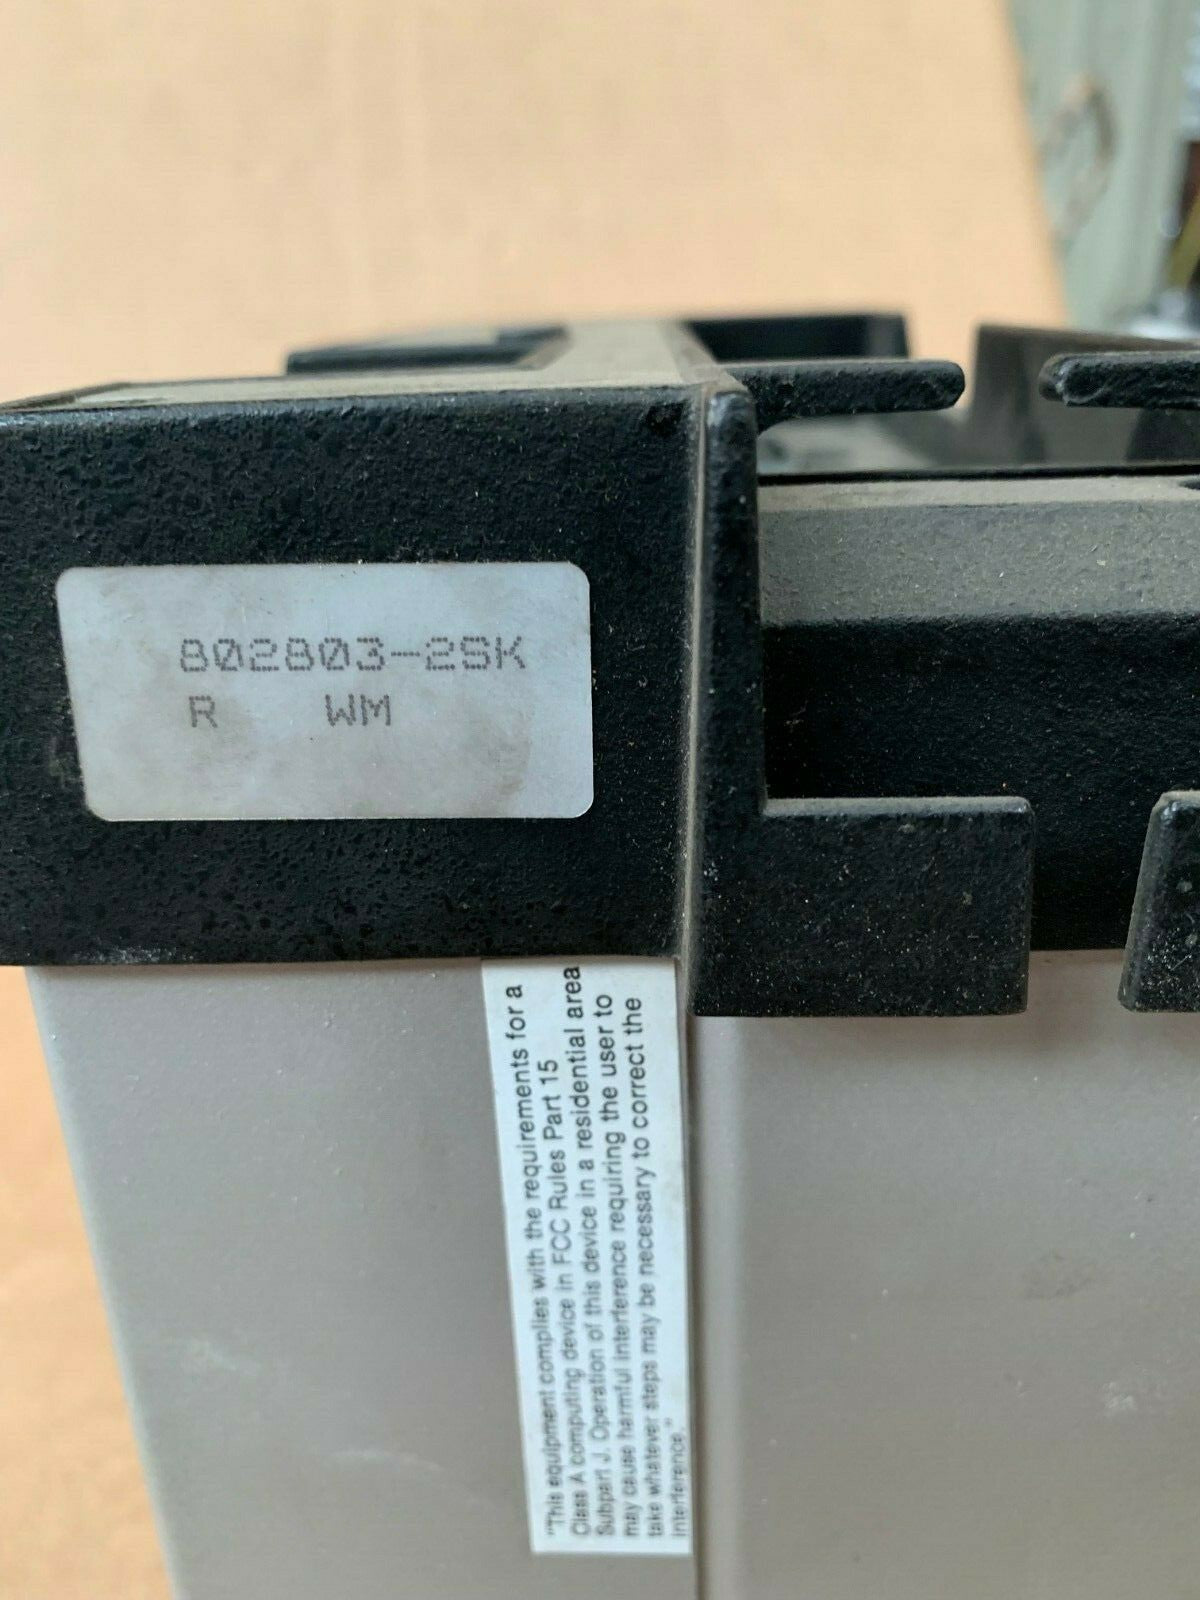 802803-2SK
R WM
"This equipment complies with the requirements for a
Class A computing device in FCC Rules Part 15
Subpart J. Operation of this device in a residential area
may cause harmful interference requiring the user to
take whatever steps may be necessary to correct the
interference."